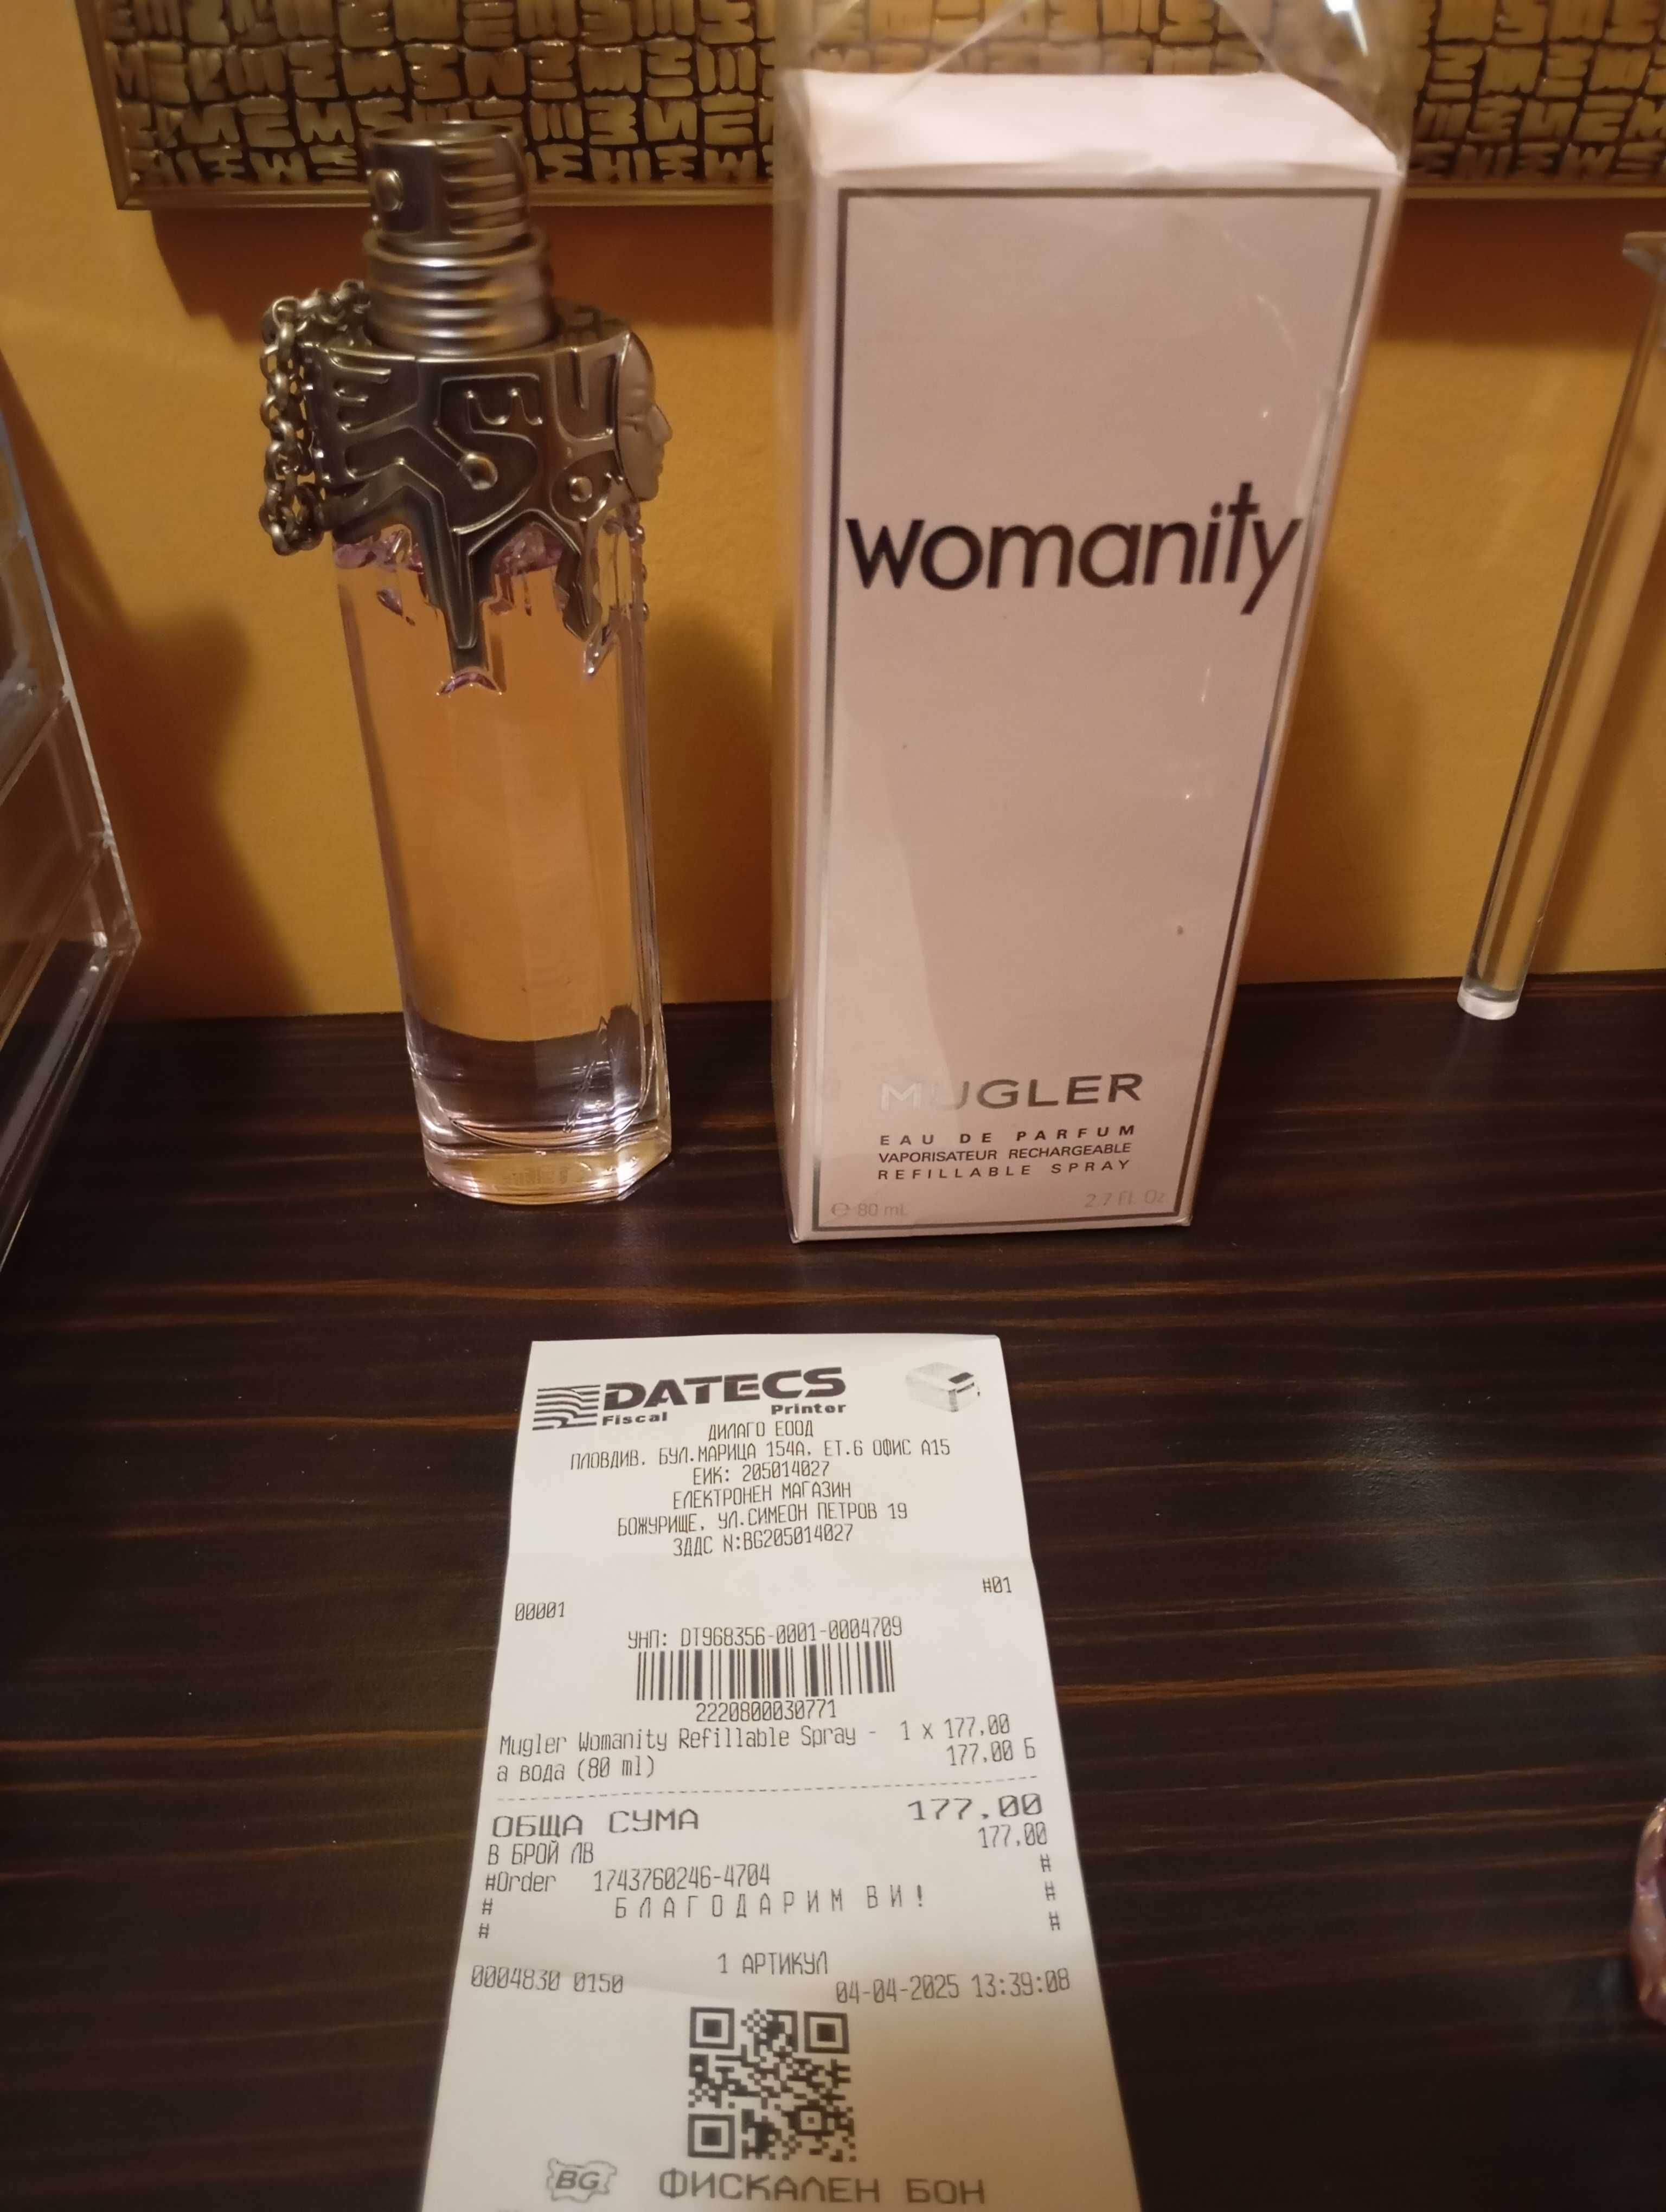 womanity
MUGLER
EAU DE PARFUM
VAPORISATEUR RECHARGEABLE
REFILLABLE SPRAY
℮ 80 mL 2.7 FL. Oz
DATECS
Fiscal Printer
ДИЛАГО ЕООД
ПЛОВДИВ, БУЛ.МАРИЦА 154А, ЕТ.6 ОФИС А15
ЕИК: 205014027
ЕЛЕКТРОНЕН МАГАЗИН
БОЖУРИЩЕ, УЛ.СИМЕОН ПЕТРОВ 19
ЗДДС N:BG205014027
#01
00001
УНП: DT968356-0001-0004709
2220800030771
Mugler Womanity Refillable Spray - 1 x 177,00
а вода (80 ml) 177,00 Б
ОБЩА СУМА 177,00
В БРОЙ ЛВ 177,00
#Order 1743760246-4704 #
# БЛАГОДАРИМ ВИ! #
# #
1 АРТИКУЛ
0004830 0150 04-04-2025 13:39:08
BG ФИСКАЛЕН БОН